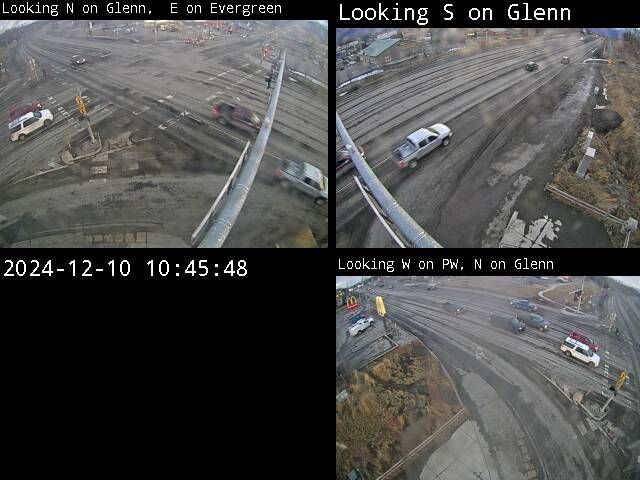 Looking N on Glenn,  E on Evergreen
Looking S on Glenn
2024-12-10 10:45:48
Looking W on PW, N on Glenn